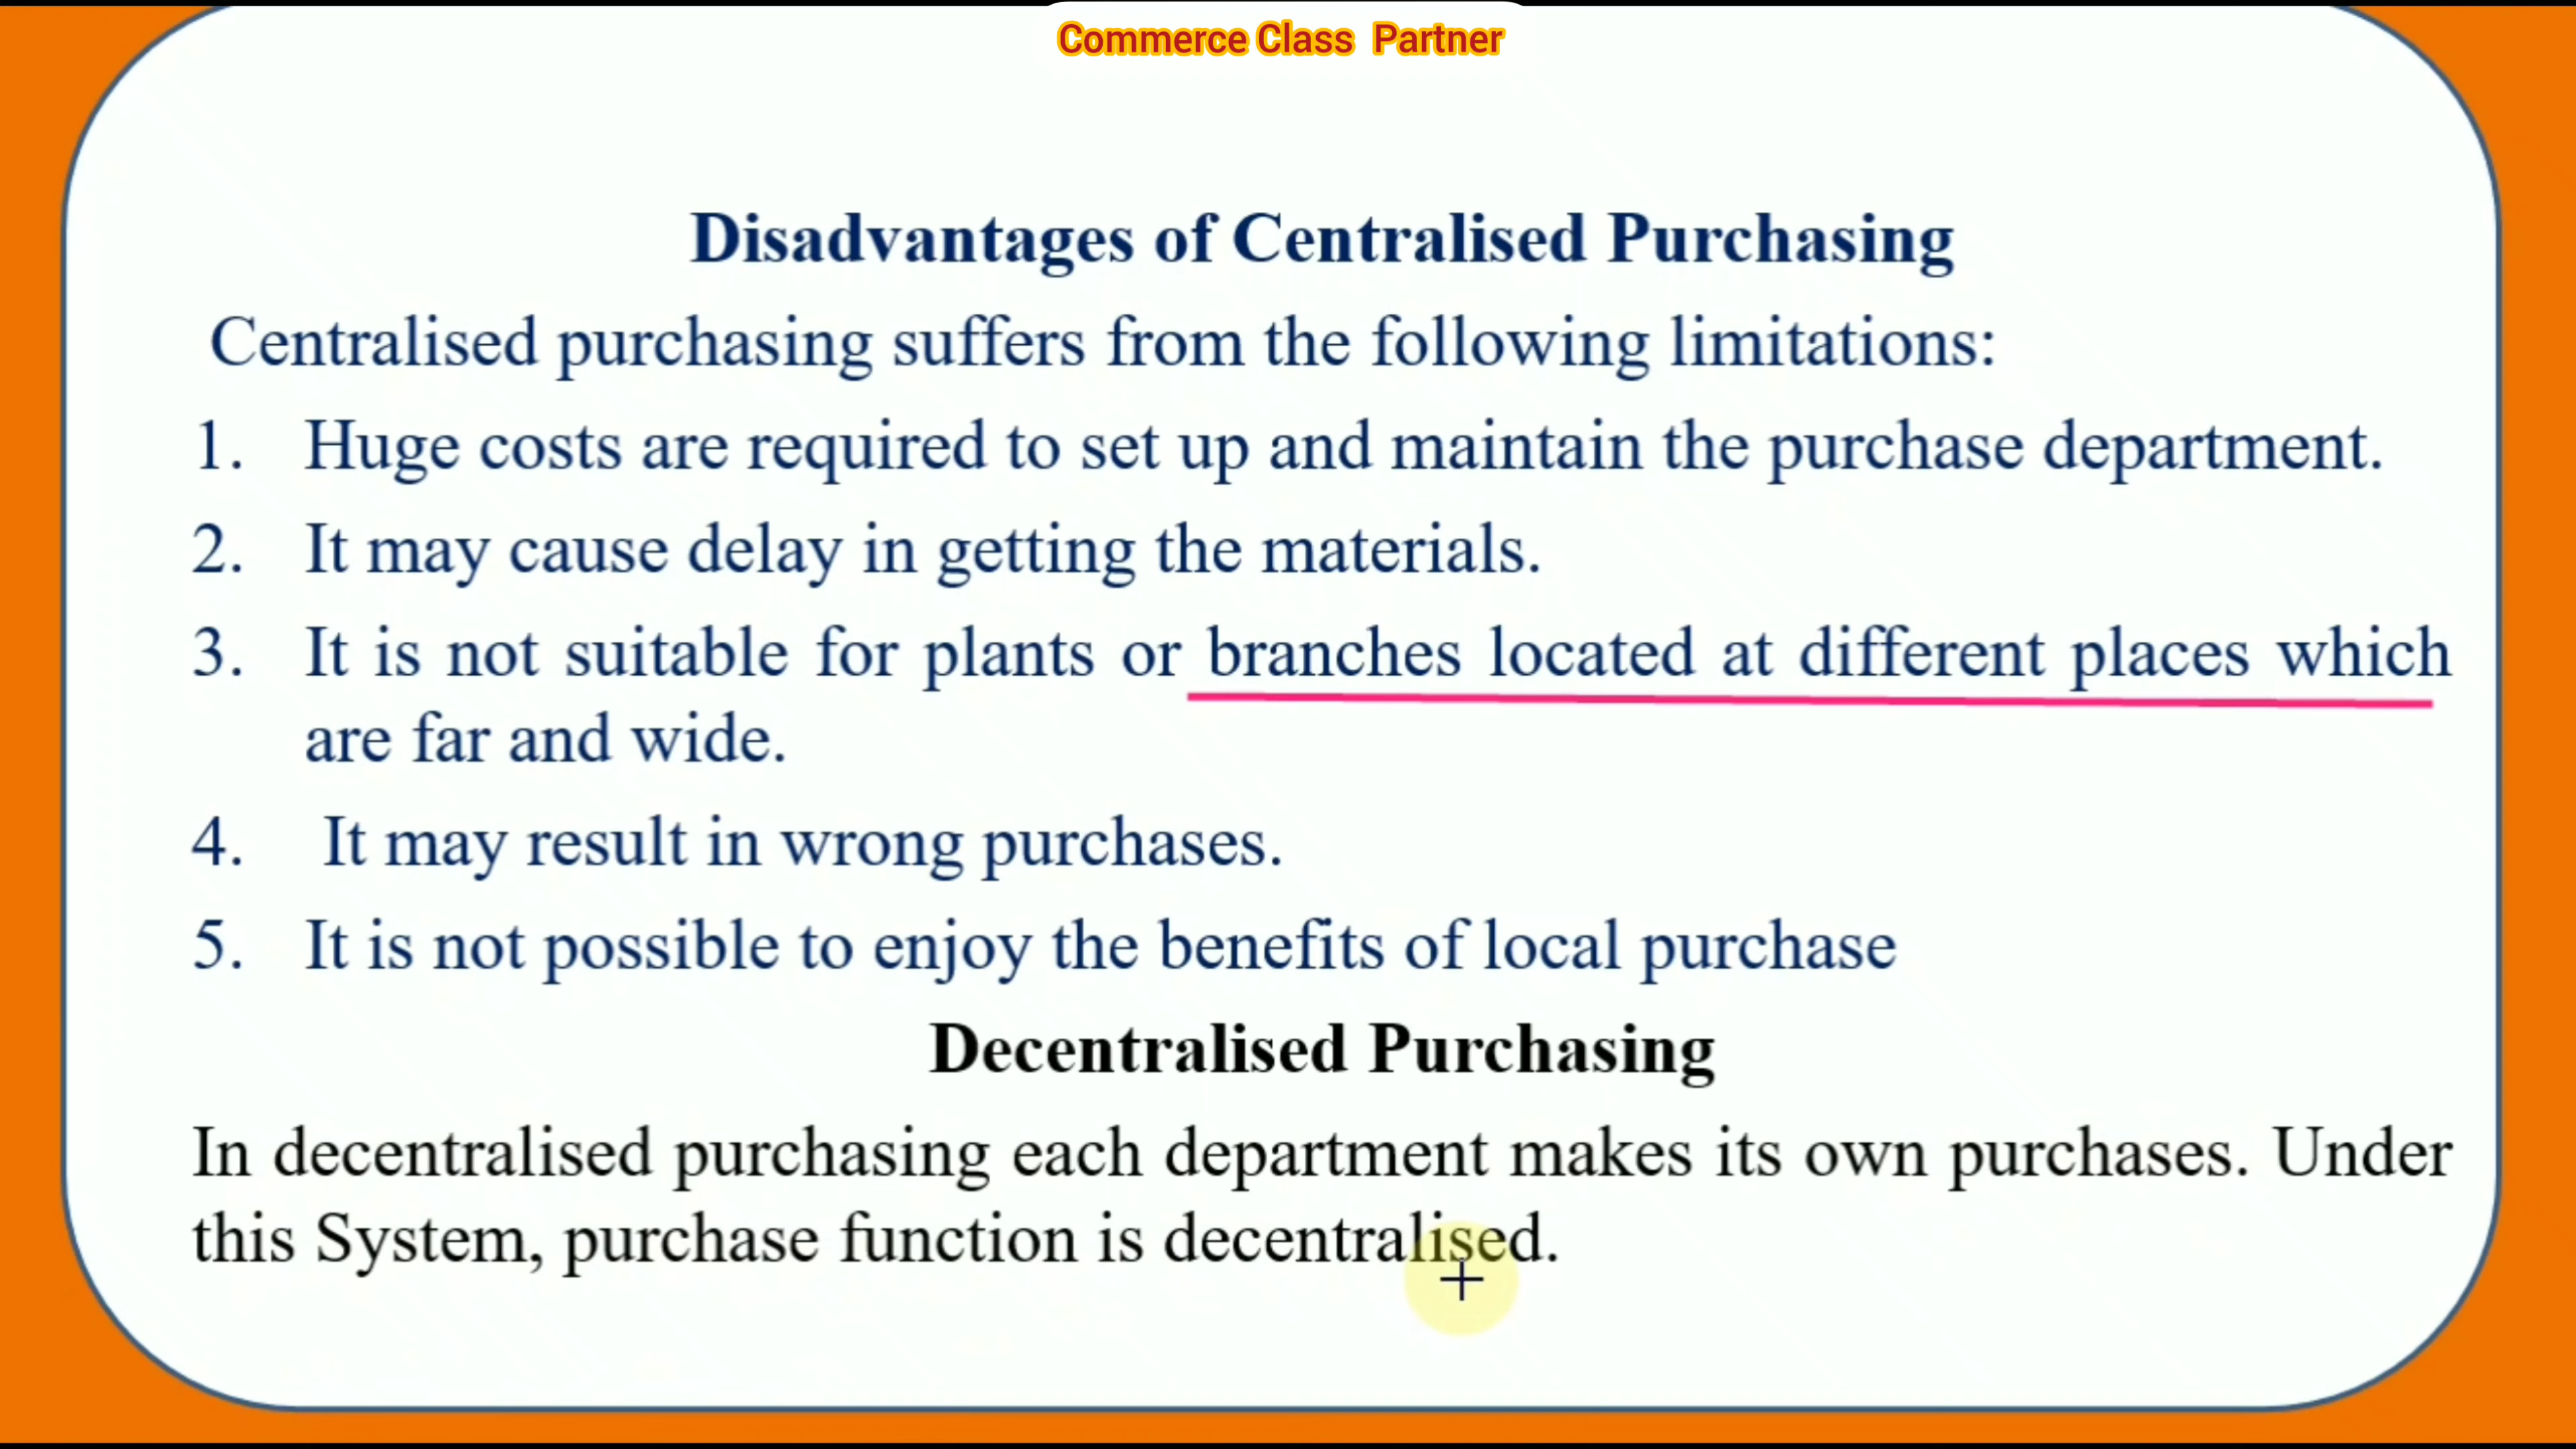 Commerce Class Partner
Disadvantages of Centralised Purchasing
Centralised purchasing suffers from the following limitations:
1. Huge costs are required to set up and maintain the purchase department.
2. It may cause delay in getting the materials.
3. It is not suitable for plants or branches located at different places which
are far and wide.
4. It may result in wrong purchases.
5. It is not possible to enjoy the benefits of local purchase
Decentralised Purchasing
In decentralised purchasing each department makes its own purchases. Under
this System, purchase function is decentralised.